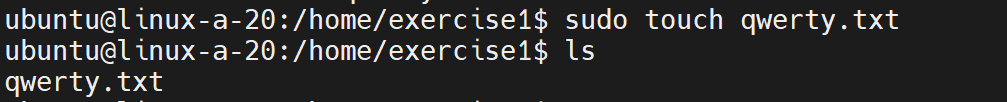 ubuntu@linux-a-20:/home/exercise1$ sudo touch qwerty.txt
ubuntu@linux-a-20:/home/exercise1$ ls
qwerty.txt